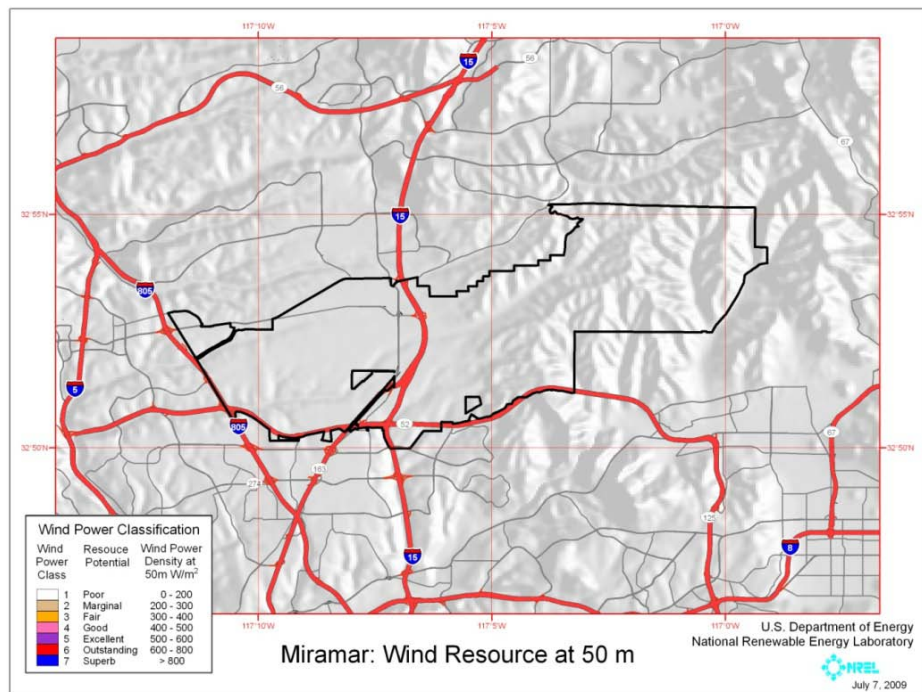 117°10'W
117°5'W
117°0'W
15
56
56
67
32°55'N
15
32°55'N
805
5
805
52
32°50'N
32°50'N
67
163
274
125
15
8
Wind Power Classification
Wind Power Class
Resouce Potential
Wind Power Density at 50m W/m²
1 Poor 0 - 200
2 Marginal 200 - 300
3 Fair 300 - 400
4 Good 400 - 500
5 Excellent 500 - 600
6 Outstanding 600 - 800
7 Superb > 800
117°10'W
117°5'W
117°0'W
Miramar: Wind Resource at 50 m
U.S. Department of Energy
National Renewable Energy Laboratory
NREL
July 7, 2009